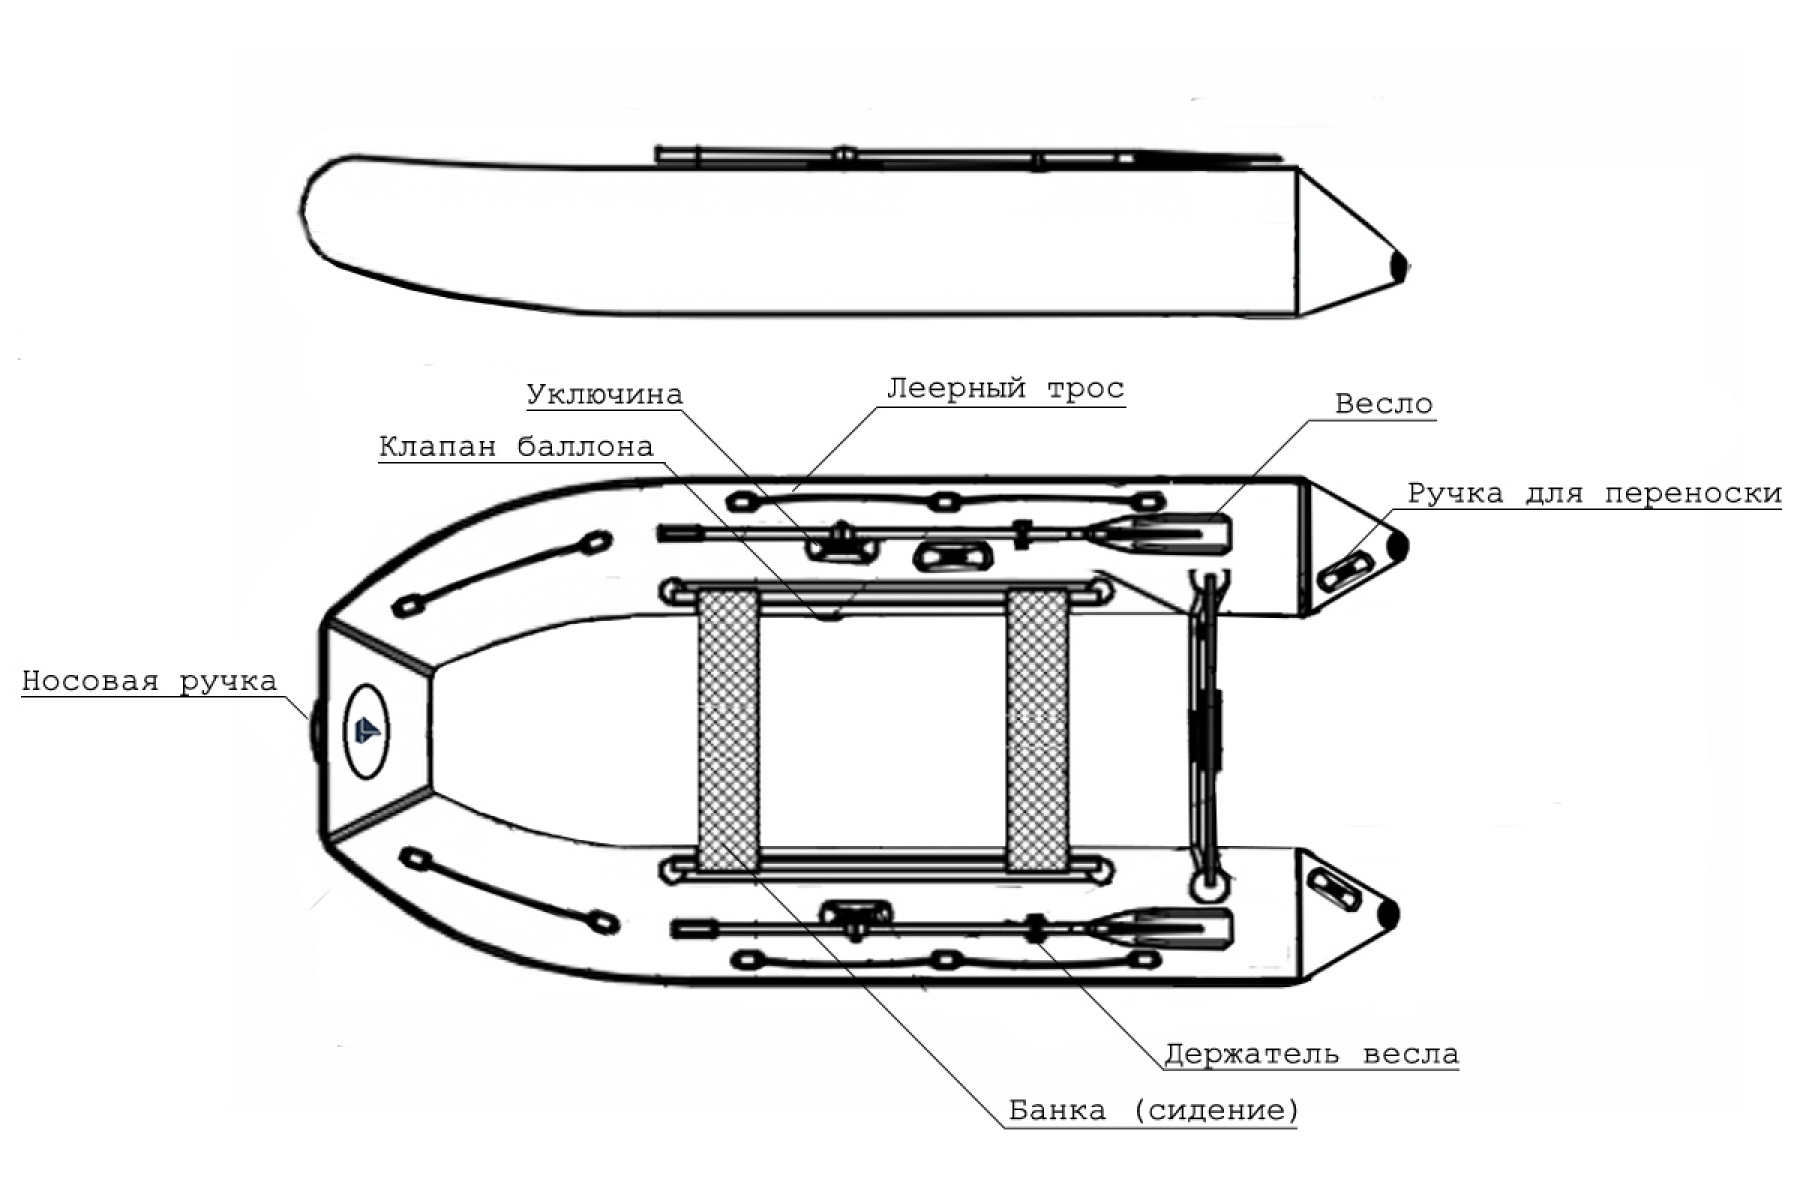 Уключина
Леерный трос
Весло
Клапан баллона
Ручка для переноски
Носовая ручка
Держатель весла
Банка (сидение)